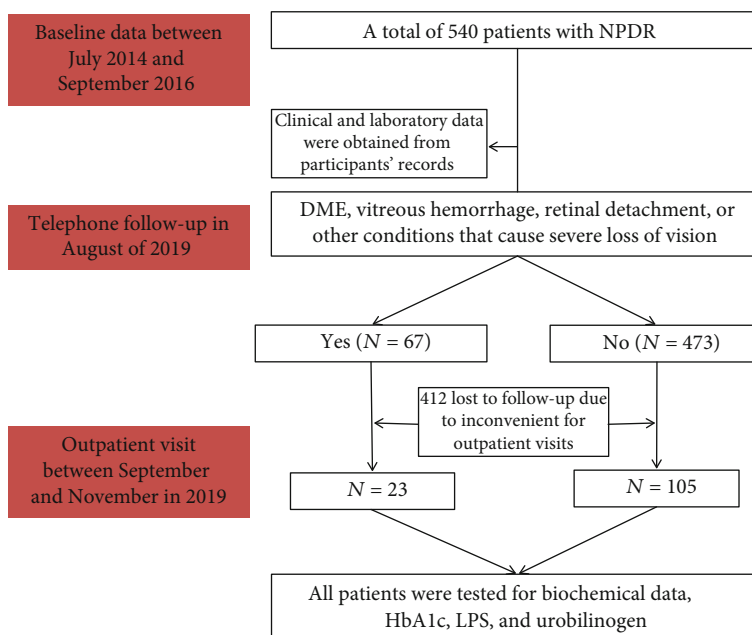 Baseline data between
July 2014 and
September 2016
A total of 540 patients with NPDR
Clinical and laboratory data
were obtained from
participants' records
Telephone follow-up in
August of 2019
DME, vitreous hemorrhage, retinal detachment, or
other conditions that cause severe loss of vision
Yes (N = 67)
No (N = 473)
412 lost to follow-up due
to inconvenient for
outpatient visits
Outpatient visit
between September
and November in 2019
N = 23
N = 105
All patients were tested for biochemical data,
HbA1c, LPS, and urobilinogen